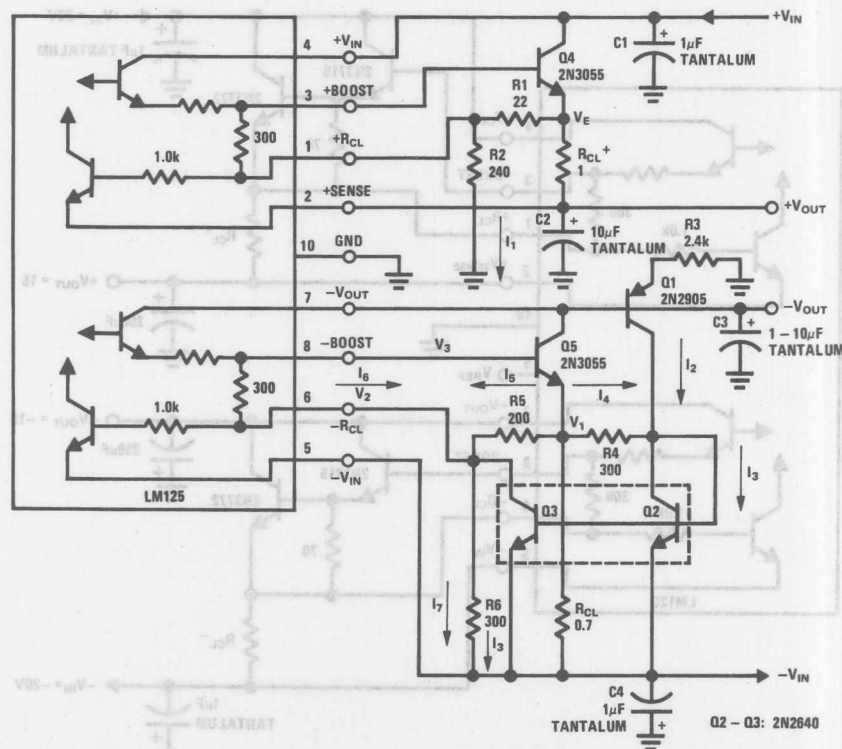 +VIN
4
+VIN
C1
+
1µF
TANTALUM
Q4
2N3055
3
+BOOST
R1
22
VE
300
1
+RCL
1.0k
R2
240
RCL+
1
2
+SENSE
+VOUT
C2
+
10µF
TANTALUM
R3
2.4k
I1
10
GND
Q1
2N2905
7
–VOUT
–VOUT
C3
+
1 – 10µF
TANTALUM
8
–BOOST
V3
Q5
2N3055
I2
300
I6
I5
I4
6
V2
–RCL
1.0k
R5
200
V1
R4
300
I3
5
–VIN
LM125
Q3
Q2
I7
R6
300
I3
RCL
0.7
–VIN
C4
1µF
TANTALUM
+
Q2 – Q3: 2N2640